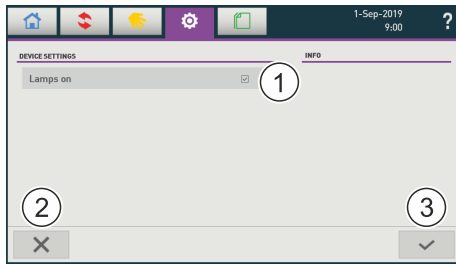 1-Sep-2019
9:00
?
DEVICE SETTINGS
INFO
Lamps on
1
2
3